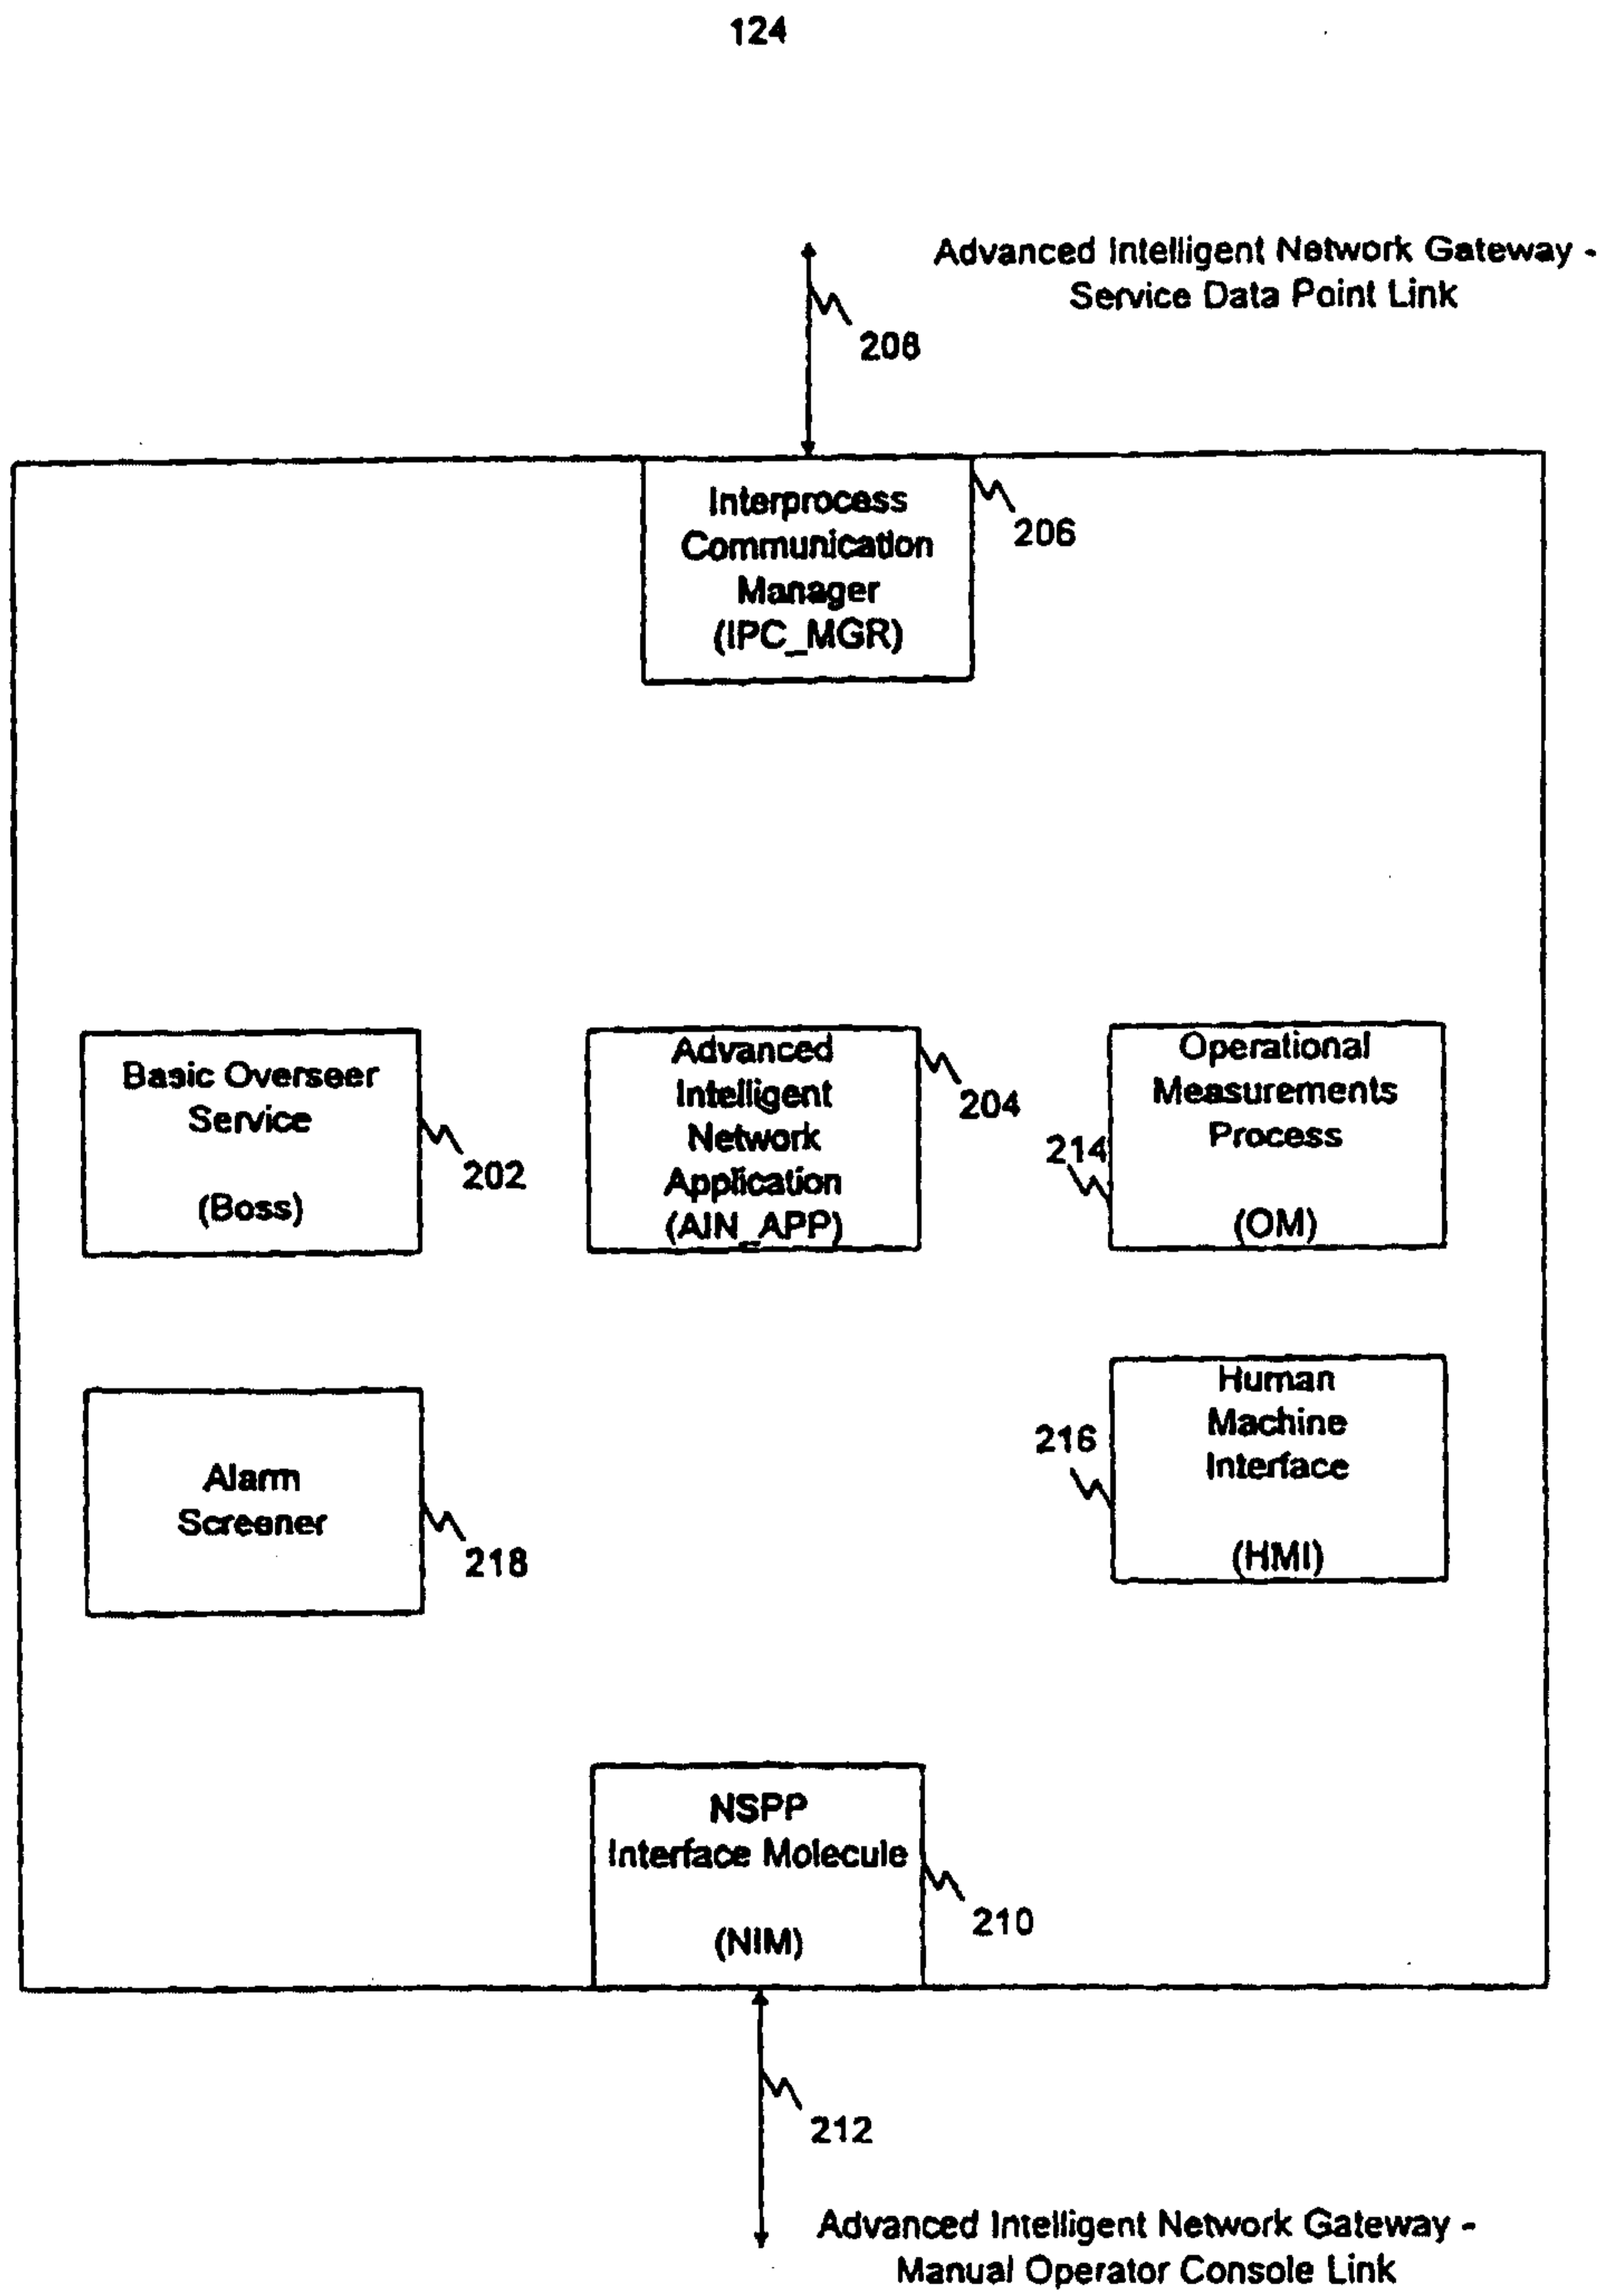 124
Advanced Intelligent Network Gateway -
Service Data Point Link
208
Interprocess
Communication
Manager
(IPC_MGR)
206
Basic Overseer
Service
(Boss)
202
Advanced
Intelligent
Network
Application
(AIN_APP)
204
Operational
Measurements
Process
(OM)
214
Alarm
Screener
218
Human
Machine
Interface
(HMI)
216
NSPP
Interface Molecule
(NIM)
210
212
Advanced Intelligent Network Gateway -
Manual Operator Console Link